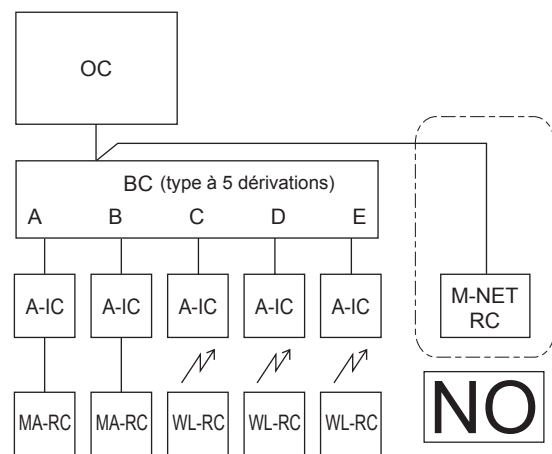 OC
BC (type à 5 dérivations)
A B C D E
A-IC A-IC A-IC A-IC A-IC
M-NET
RC
MA-RC MA-RC WL-RC WL-RC WL-RC
NO